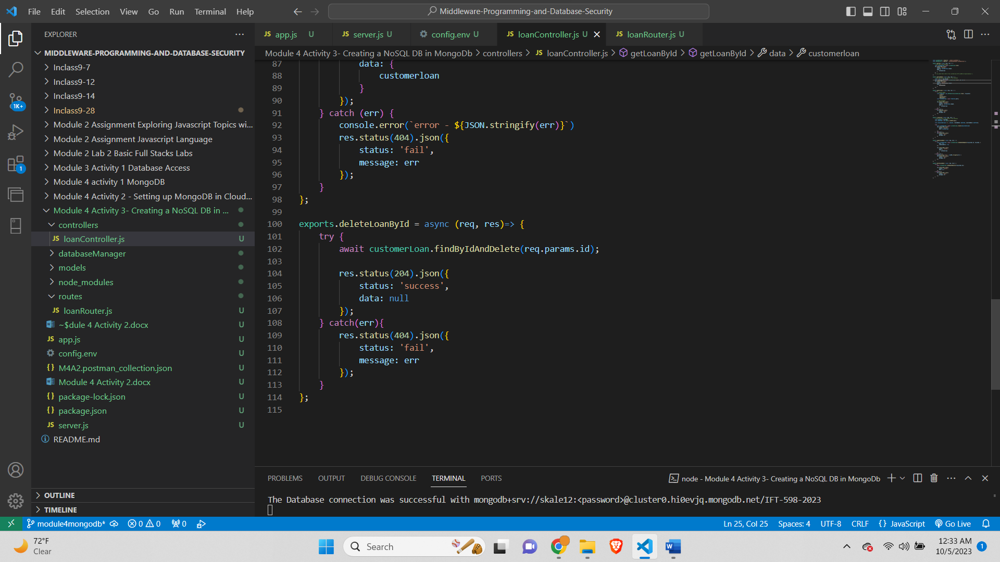 File Edit Selection View Go Run Terminal Help
Middleware-Programming-and-Database-Security
EXPLORER
MIDDLEWARE-PROGRAMMING-AND-DATABASE-SECURITY
Inclass9-7
Inclass9-12
Inclass9-14
Inclass9-28
Module 2 Assignment Exploring Javascript Topics wi...
Module 2 Assignment Javascript Language
Module 2 Lab 2 Basic Full Stacks Labs
Module 3 Activity 1 Database Access
Module 4 activity 1 MongoDB
Module 4 Activity 2 - Setting up MongoDB in Cloud...
Module 4 Activity 3- Creating a NoSQL DB in ...
controllers
JS loanController.js U
databaseManager
models
node_modules
routes
JS loanRouter.js U
~$dule 4 Activity 2.docx U
JS app.js U
config.env U
{} M4A2.postman_collection.json U
Module 4 Activity 2.docx U
{} package-lock.json U
{} package.json U
JS server.js U
README.md
OUTLINE
TIMELINE
1K+
1
JS app.js U JS server.js U config.env U JS loanController.js U JS loanRouter.js U
Module 4 Activity 3- Creating a NoSQL DB in MongoDb > controllers > JS loanController.js > getLoanById > getLoanById > data > customerloan
87 data: {
88 customerloan
89 }
90 });
91 } catch (err) {
92 console.error(`error - ${JSON.stringify(err)}`)
93 res.status(404).json({
94 status: 'fail',
95 message: err
96 });
97 }
98 };
99
100 exports.deleteLoanById = async (req, res)=> {
101 try {
102 await customerLoan.findByIdAndDelete(req.params.id);
103
104 res.status(204).json({
105 status: 'success',
106 data: null
107 });
108 } catch(err){
109 res.status(404).json({
110 status: 'fail',
111 message: err
112 });
113 }
114 };
115
PROBLEMS OUTPUT DEBUG CONSOLE TERMINAL PORTS
node - Module 4 Activity 3- Creating a NoSQL DB in MongoDb
The Database connection was successful with mongodb+srv://skale12:<password>@cluster0.hi0evjq.mongodb.net/IFT-598-2023
module4mongodb* 0 0 0
Ln 25, Col 25 Spaces: 4 UTF-8 CRLF {} JavaScript Go Live
72°F
Clear
Search
12:33 AM
10/5/2023
1